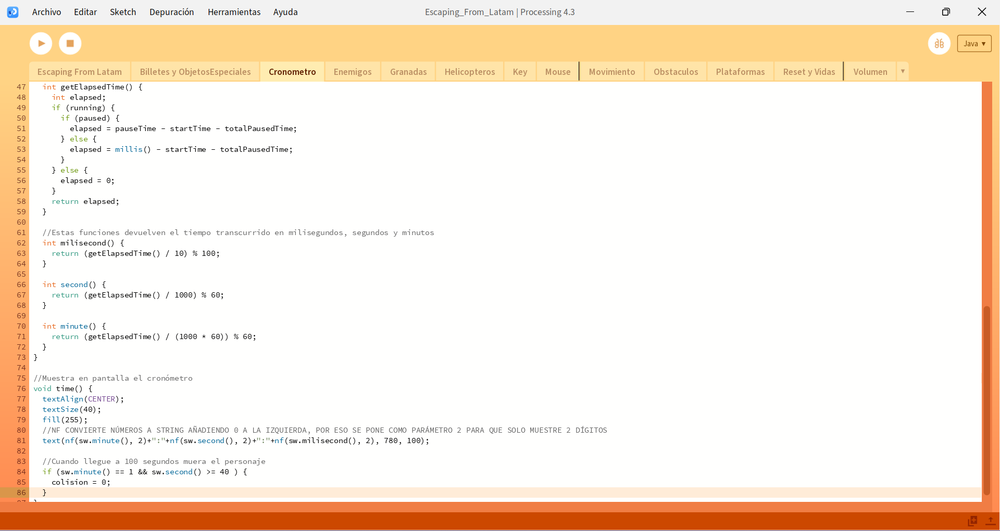 Archivo Editar Sketch Depuración Herramientas Ayuda Escaping_From_Latam | Processing 4.3
Java ▾
Escaping From Latam Billetes y ObjetosEspeciales Cronometro Enemigos Granadas Helicopteros Key Mouse Movimiento Obstaculos Plataformas Reset y Vidas Volumen ▾
47 int getElapsedTime() {
48 int elapsed;
49 if (running) {
50 if (paused) {
51 elapsed = pauseTime - startTime - totalPausedTime;
52 } else {
53 elapsed = millis() - startTime - totalPausedTime;
54 }
55 } else {
56 elapsed = 0;
57 }
58 return elapsed;
59 }
60
61 //Estas funciones devuelven el tiempo transcurrido en milisegundos, segundos y minutos
62 int milisecond() {
63 return (getElapsedTime() / 10) % 100;
64 }
65
66 int second() {
67 return (getElapsedTime() / 1000) % 60;
68 }
69
70 int minute() {
71 return (getElapsedTime() / (1000 * 60)) % 60;
72 }
73 }
74
75 //Muestra en pantalla el cronómetro
76 void time() {
77 textAlign(CENTER);
78 textSize(40);
79 fill(255);
80 //NF CONVIERTE NÚMEROS A STRING AÑADIENDO 0 A LA IZQUIERDA, POR ESO SE PONE COMO PARÁMETRO 2 PARA QUE SOLO MUESTRE 2 DÍGITOS
81 text(nf(sw.minute(), 2)+":"+nf(sw.second(), 2)+":"+nf(sw.milisecond(), 2), 780, 100);
82
83 //Cuando llegue a 100 segundos muera el personaje
84 if (sw.minute() == 1 && sw.second() >= 40 ) {
85 colision = 0;
86 }